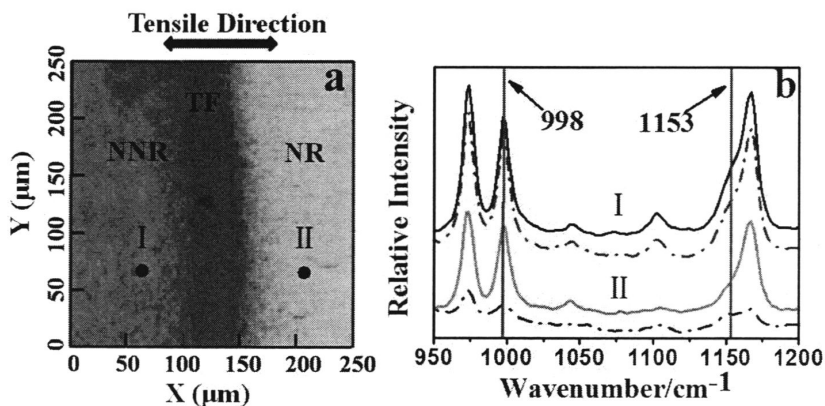 Tensile Direction
a
TF
NNR
NR
I
II
Y (µm)
250
200
150
100
50
0
0
50
100
150
200
250
X (µm)
b
998
1153
I
II
Relative Intensity
950
1000
1050
1100
1150
1200
Wavenumber/cm-1